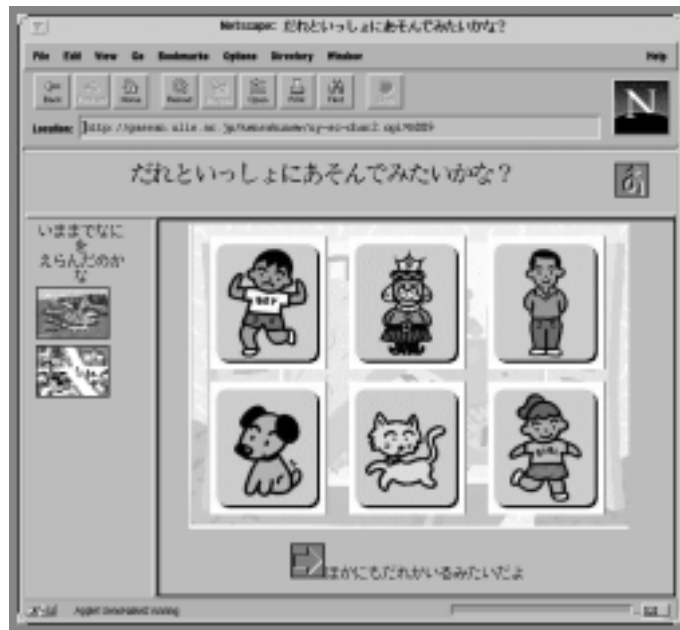 Netscape: だれといっしょにあそんでみたいかな？
File Edit View Go Bookmarks Options Directory Window Help
Back Home Reload Open Print Find
N
Location:
だれといっしょにあそんでみたいかな？
いままでなに
を
えらんだのか
な
BOY
GIRL
ほかにもだれかいるみたいだよ
Applet running